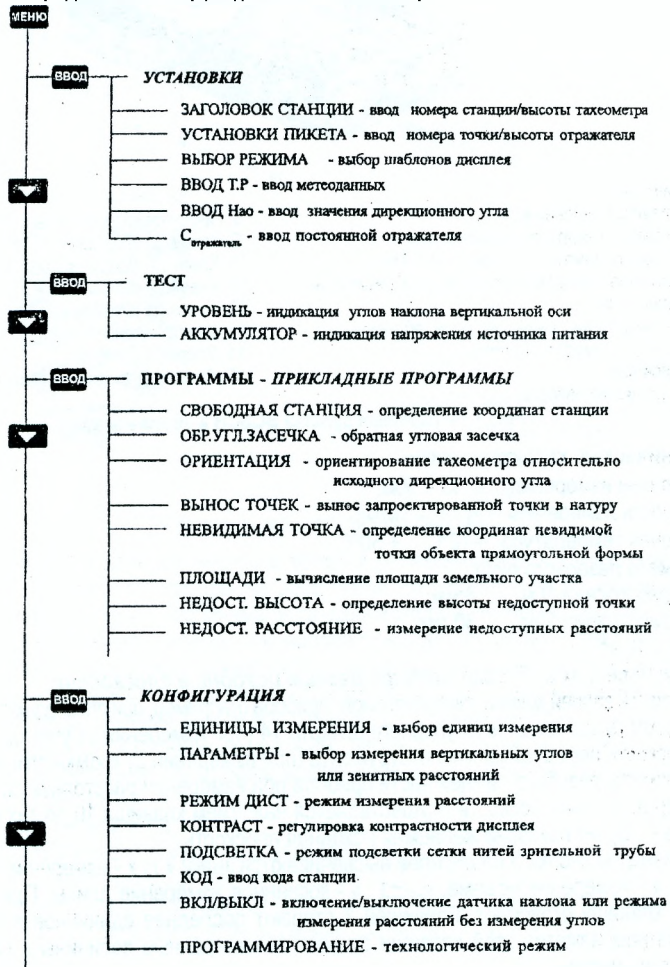 МЕНЮ
ВВОД УСТАНОВКИ
ЗАГОЛОВОК СТАНЦИИ - ввод номера станции/высоты тахеометра
УСТАНОВКИ ПИКЕТА - ввод номера точки/высоты отражателя
ВЫБОР РЕЖИМА - выбор шаблонов дисплея
ВВОД Т.Р - ввод метеоданных
ВВОД Нао - ввод значения дирекционного угла
Сотражатель - ввод постоянной отражателя
ВВОД ТЕСТ
УРОВЕНЬ - индикация углов наклона вертикальной оси
АККУМУЛЯТОР - индикация напряжения источника питания
ВВОД ПРОГРАММЫ - ПРИКЛАДНЫЕ ПРОГРАММЫ
СВОБОДНАЯ СТАНЦИЯ - определение координат станции
ОБР.УГЛ.ЗАСЕЧКА - обратная угловая засечка
ОРИЕНТАЦИЯ - ориентирование тахеометра относительно
исходного дирекционного угла
ВЫНОС ТОЧЕК - вынос запроектированной точки в натуру
НЕВИДИМАЯ ТОЧКА - определение координат невидимой
точки объекта прямоугольной формы
ПЛОЩАДИ - вычисление площади земельного участка
НЕДОСТ. ВЫСОТА - определение высоты недоступной точки
НЕДОСТ. РАССТОЯНИЕ - измерение недоступных расстояний
ВВОД КОНФИГУРАЦИЯ
ЕДИНИЦЫ ИЗМЕРЕНИЯ - выбор единиц измерения
ПАРАМЕТРЫ - выбор измерения вертикальных углов
или зенитных расстояний
РЕЖИМ ДИСТ - режим измерения расстояний
КОНТРАСТ - регулировка контрастности дисплея
ПОДСВЕТКА - режим подсветки сетки нитей зрительной трубы
КОД - ввод кода станции.
ВКЛ/ВЫКЛ - включение/выключение датчика наклона или режима
измерения расстояний без измерения углов
ПРОГРАММИРОВАНИЕ - технологический режим